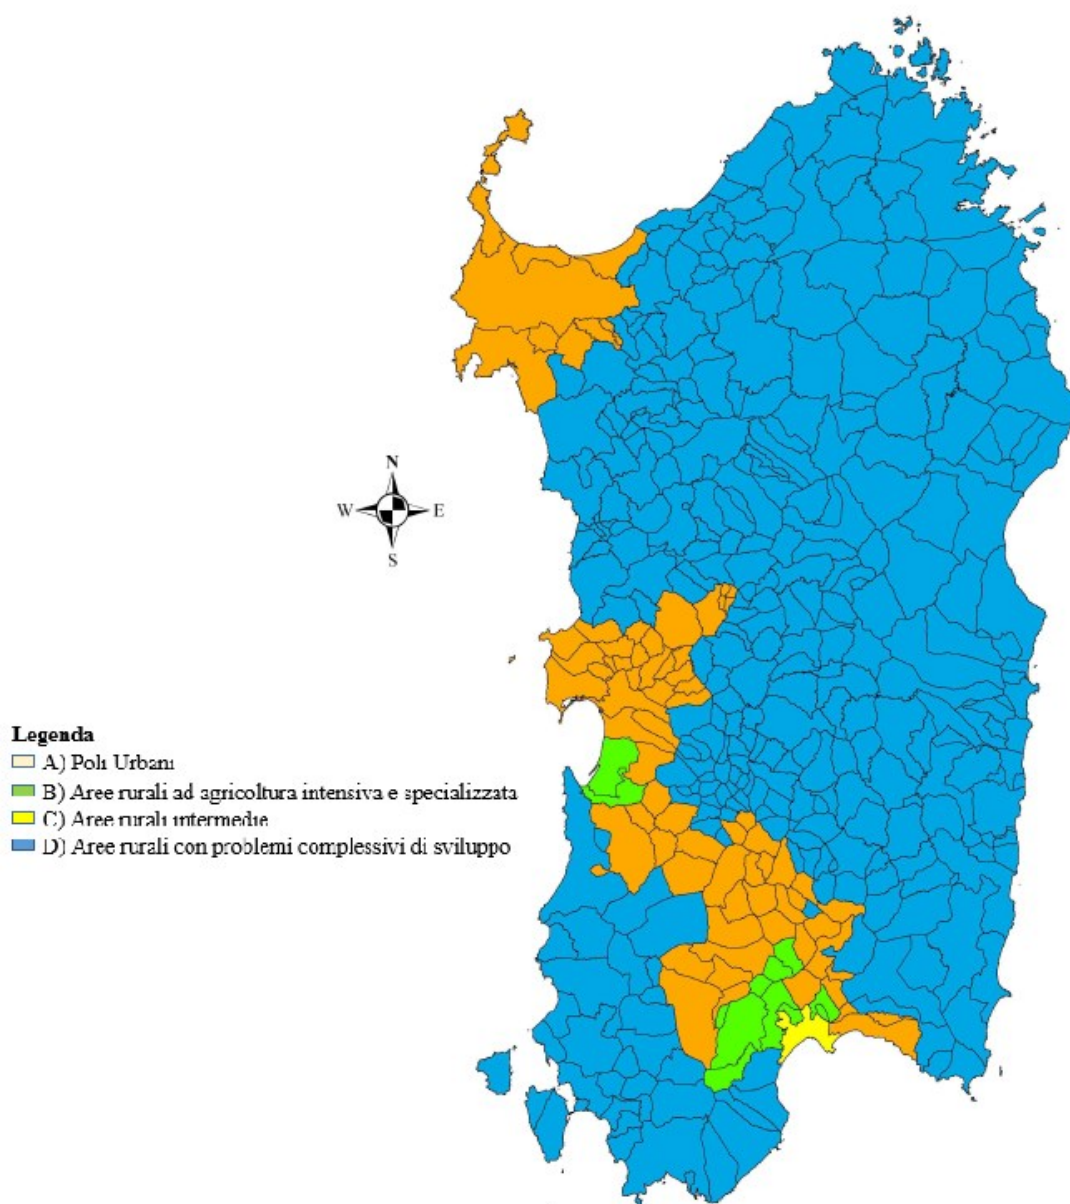 N
W E
S
Legenda
A) Poli Urbani
B) Aree rurali ad agricoltura intensiva e specializzata
C) Aree rurali intermedie
D) Aree rurali con problemi complessivi di sviluppo